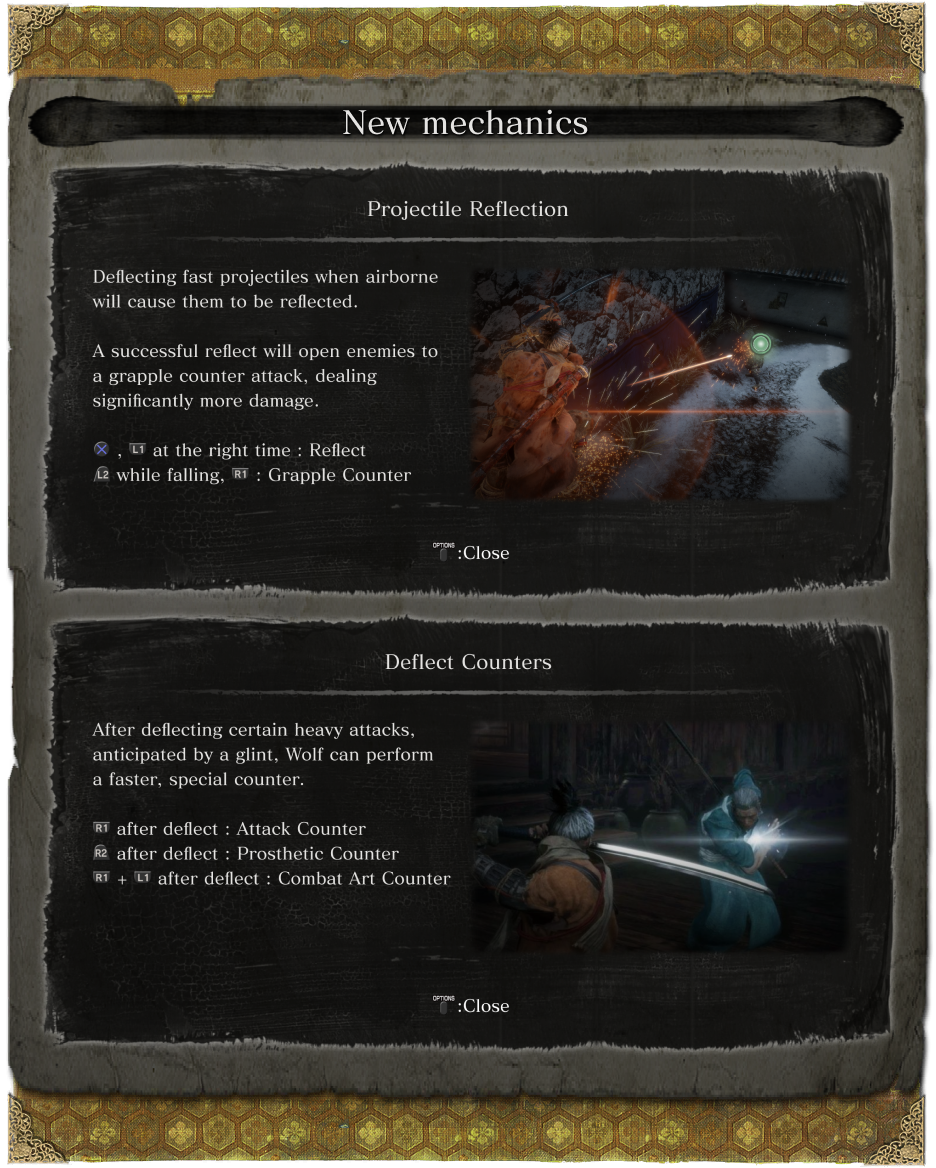 New mechanics
Projectile Reflection
Deflecting fast projectiles when airborne
will cause them to be reflected.
A successful reflect will open enemies to
a grapple counter attack, dealing
significantly more damage.
, L1 at the right time : Reflect
L2 while falling, R1 : Grapple Counter
OPTIONS :Close
Deflect Counters
After deflecting certain heavy attacks,
anticipated by a glint, Wolf can perform
a faster, special counter.
R1 after deflect : Attack Counter
R2 after deflect : Prosthetic Counter
R1 + L1 after deflect : Combat Art Counter
OPTIONS :Close